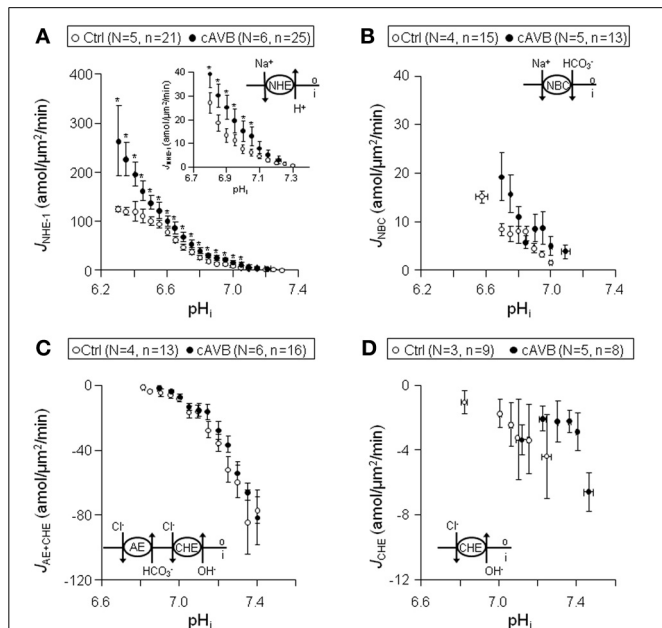 A
○ Ctrl (N=5, n=21) ● cAVB (N=6, n=25)
400
300
200
100
0
J NHE-1 (amol/µm²/min)
6.2 6.6 7.0 7.4
pHi
40
30
20
10
0
J NHE-1 (amol/µm²/min)
6.7 6.9 7.1 7.3
pHi
Na⁺
NHE
H⁺
o
i
* * * * * * * * * * * * * * * *
* * * * * *
B
○ Ctrl (N=4, n=15) ● cAVB (N=5, n=13)
40
30
20
10
0
J NBC (amol/µm²/min)
6.2 6.6 7.0 7.4
pHi
Na⁺ HCO₃⁻
NBC
o
i
C
○ Ctrl (N=4, n=13) ● cAVB (N=6, n=16)
0
-40
-80
-120
J AE+CHE (amol/µm²/min)
6.6 7.0 7.4
pHi
Cl⁻ Cl⁻
AE CHE
o
i
HCO₃⁻ OH⁻
D
○ Ctrl (N=3, n=9) ● cAVB (N=5, n=8)
0
-4
-8
-12
J CHE (amol/µm²/min)
6.6 7.0 7.4
pHi
Cl⁻
CHE
o
i
OH⁻